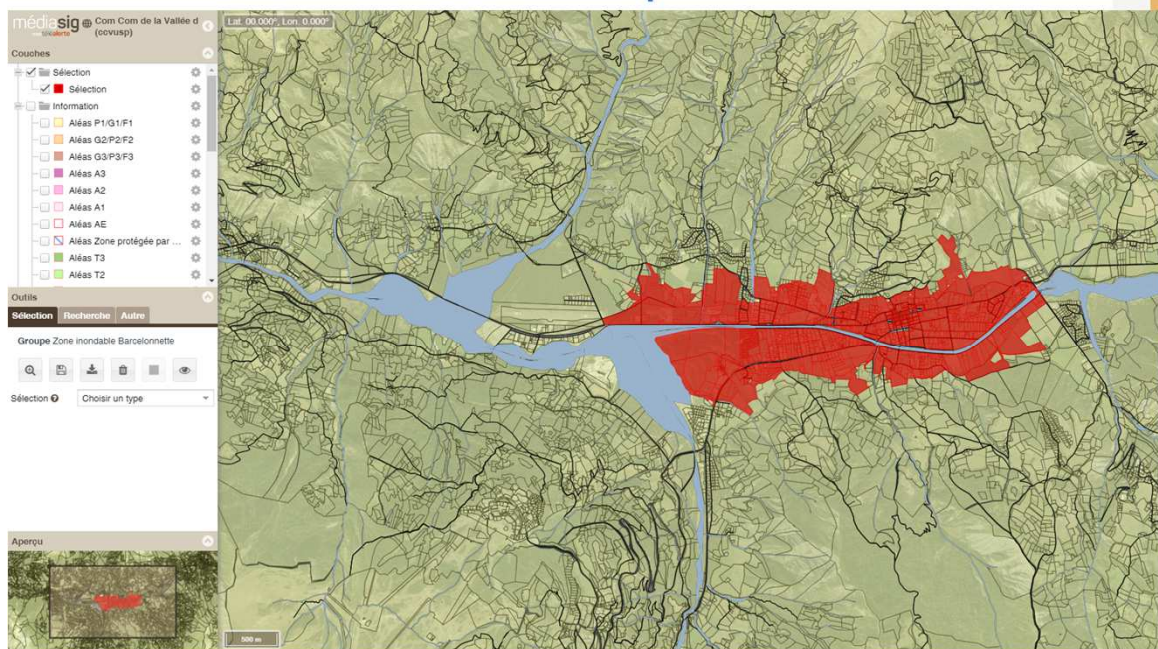 médiasig
télealerte
Com Com de la Vallée d
(ccvusp)
Couches
Sélection
Sélection
Information
Aléas P1/G1/F1
Aléas G2/P2/F2
Aléas G3/P3/F3
Aléas A3
Aléas A2
Aléas A1
Aléas AE
Aléas Zone protégée par ...
Aléas T3
Aléas T2
Outils
Sélection Recherche Autre
Groupe Zone inondable Barcelonnette
Sélection Choisir un type
Aperçu
Lat. 00.000°, Lon. 0.000°
500 m